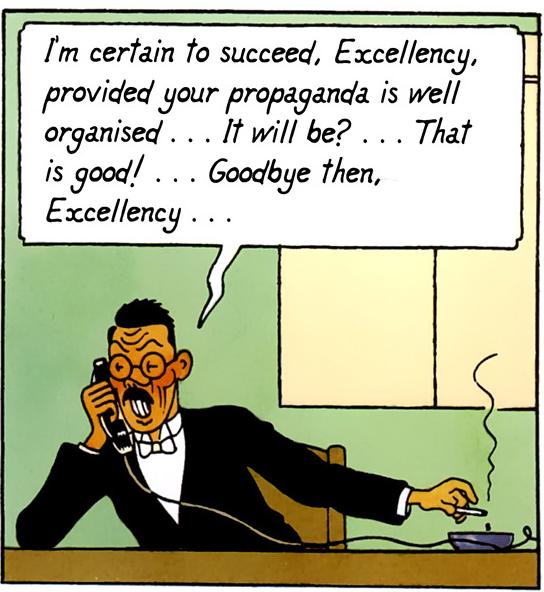 I'm certain to succeed, Excellency,
provided your propaganda is well
organised . . . It will be? . . . That
is good! . . . Goodbye then,
Excellency . . .